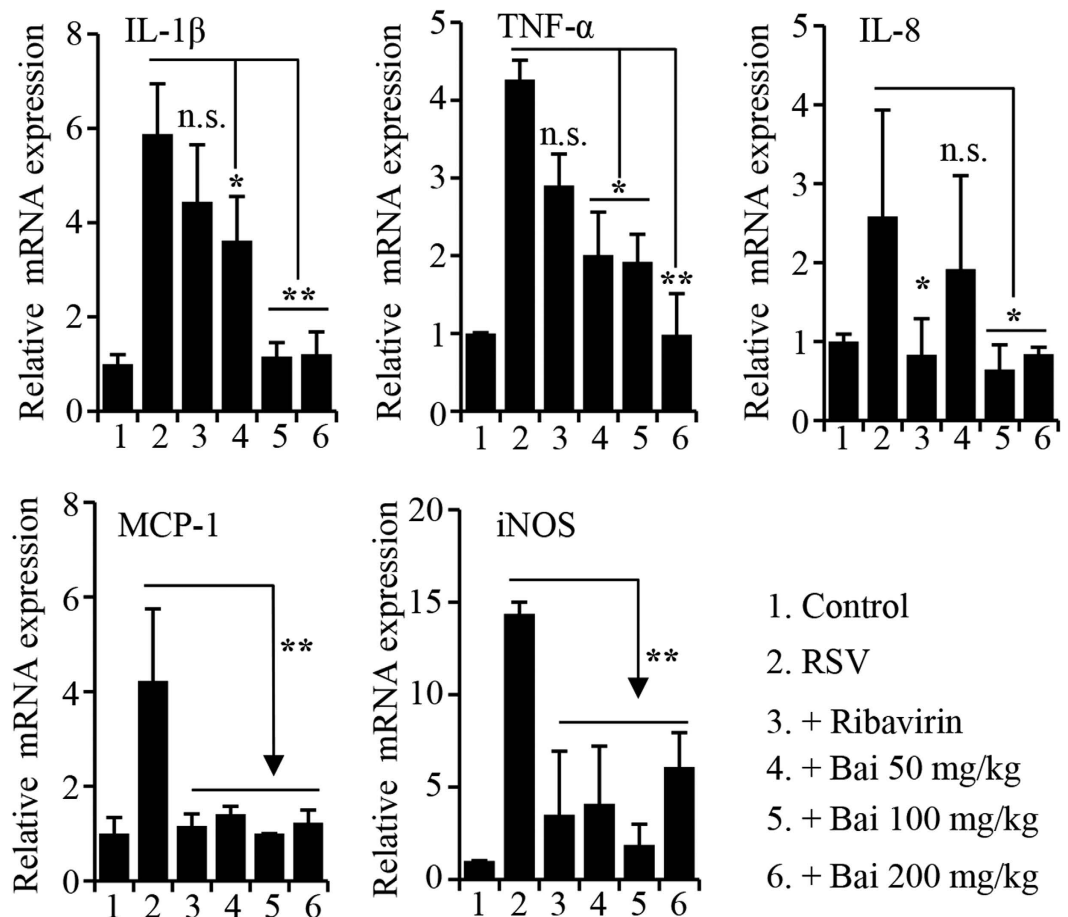 IL-1β
Relative mRNA expression
8
6
4
2
0
n.s.
*
**
1 2 3 4 5 6
TNF-α
Relative mRNA expression
5
4
3
2
1
0
n.s.
*
**
1 2 3 4 5 6
IL-8
Relative mRNA expression
5
4
3
2
1
0
*
n.s.
*
1 2 3 4 5 6
MCP-1
Relative mRNA expression
8
6
4
2
0
**
1 2 3 4 5 6
iNOS
Relative mRNA expression
20
15
10
5
0
**
1 2 3 4 5 6
1. Control
2. RSV
3. + Ribavirin
4. + Bai 50 mg/kg
5. + Bai 100 mg/kg
6. + Bai 200 mg/kg